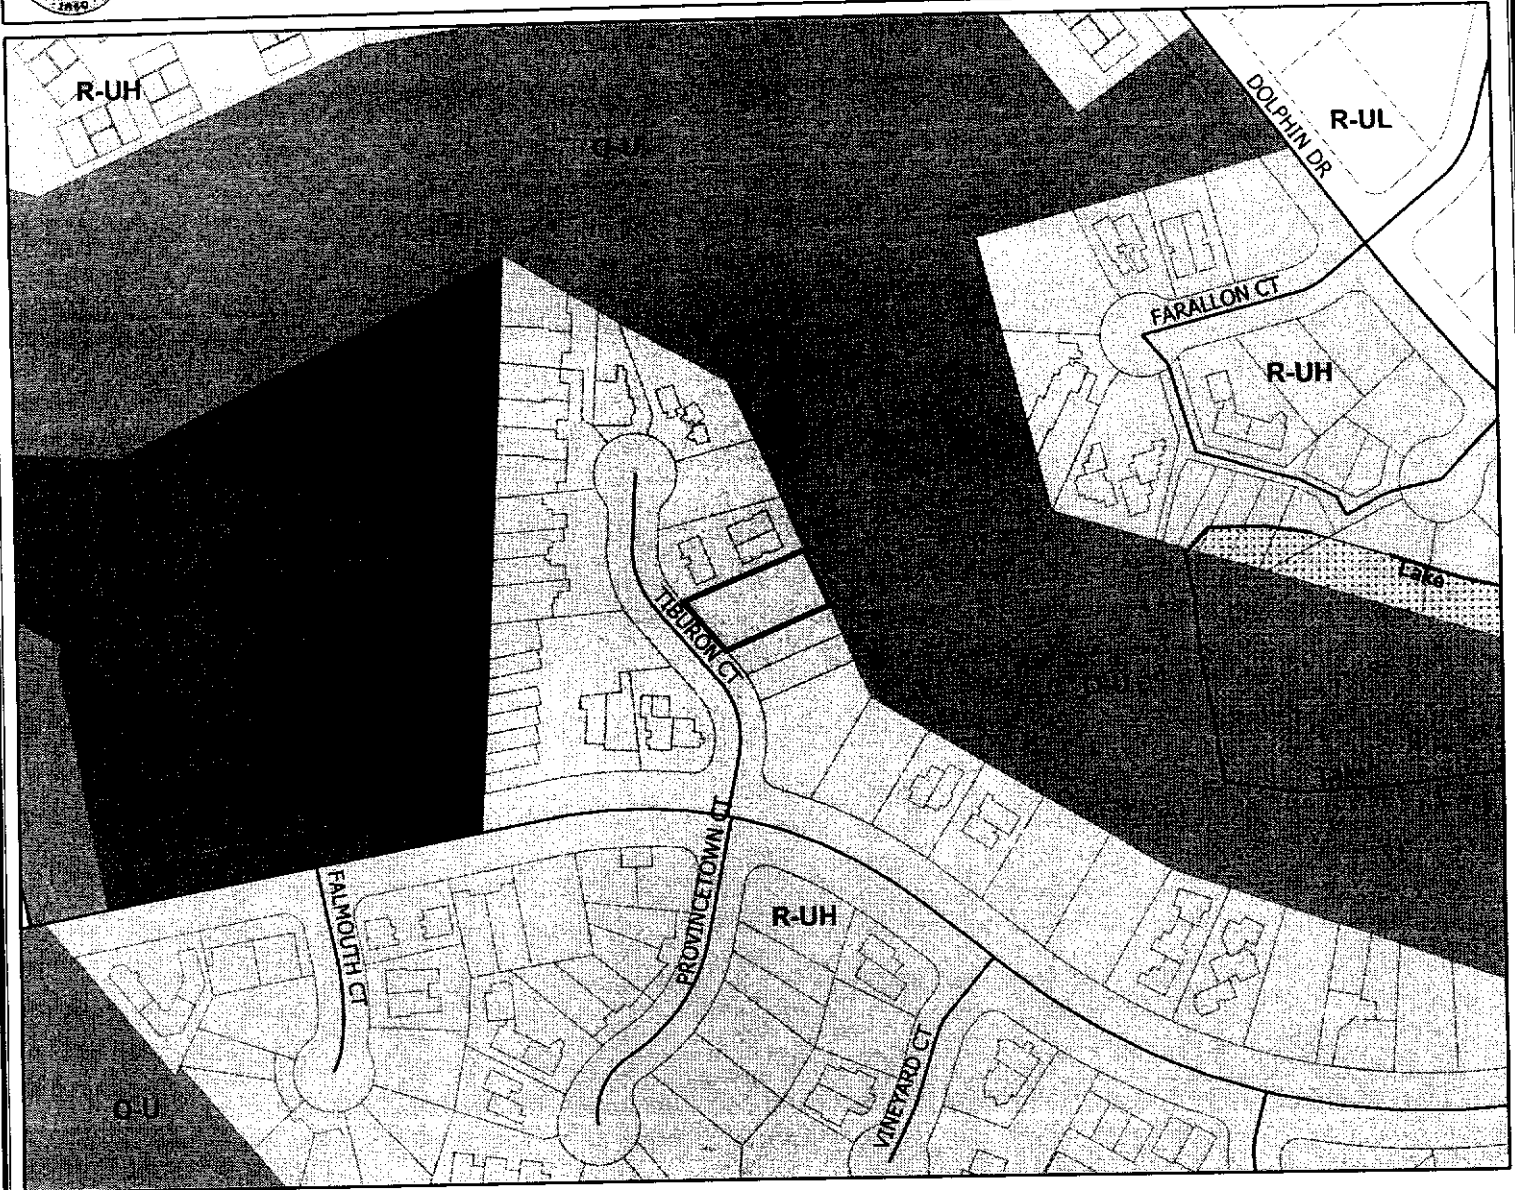 R-UH
DOLPHIN DR
R-UL
FARALLON CT
R-UH
Lake
TIBURON CT
PROVINCETOWN CT
FALMOUTH CT
R-UH
VINEYARD CT
O-U